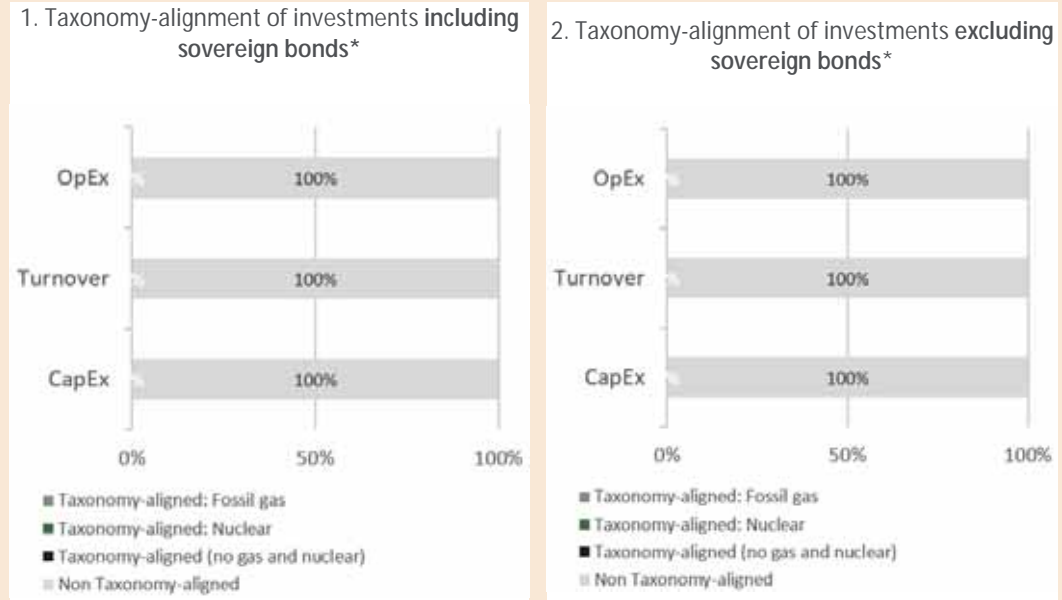 1. Taxonomy-alignment of investments including
sovereign bonds*
OpEx
100%
Turnover
100%
CapEx
100%
0%
50%
100%
Taxonomy-aligned: Fossil gas
Taxonomy-aligned: Nuclear
Taxonomy-aligned (no gas and nuclear)
Non Taxonomy-aligned
2. Taxonomy-alignment of investments excluding
sovereign bonds*
OpEx
100%
Turnover
100%
CapEx
100%
0%
50%
100%
Taxonomy-aligned: Fossil gas
Taxonomy-aligned: Nuclear
Taxonomy-aligned (no gas and nuclear)
Non Taxonomy-aligned